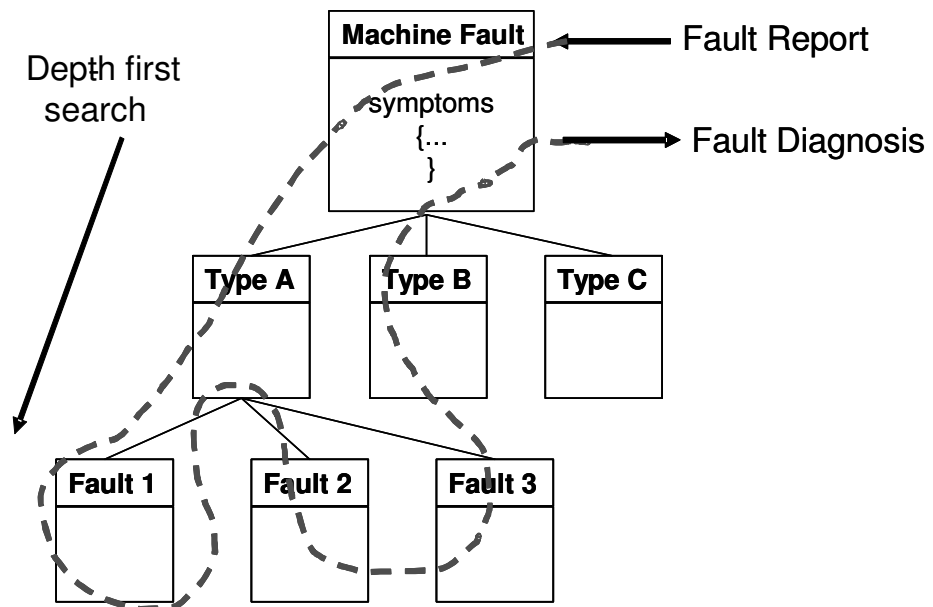 Machine Fault
Fault Report
Depth first
search
symptoms
{...
}
Fault Diagnosis
Type A
Type B
Type C
Fault 1
Fault 2
Fault 3